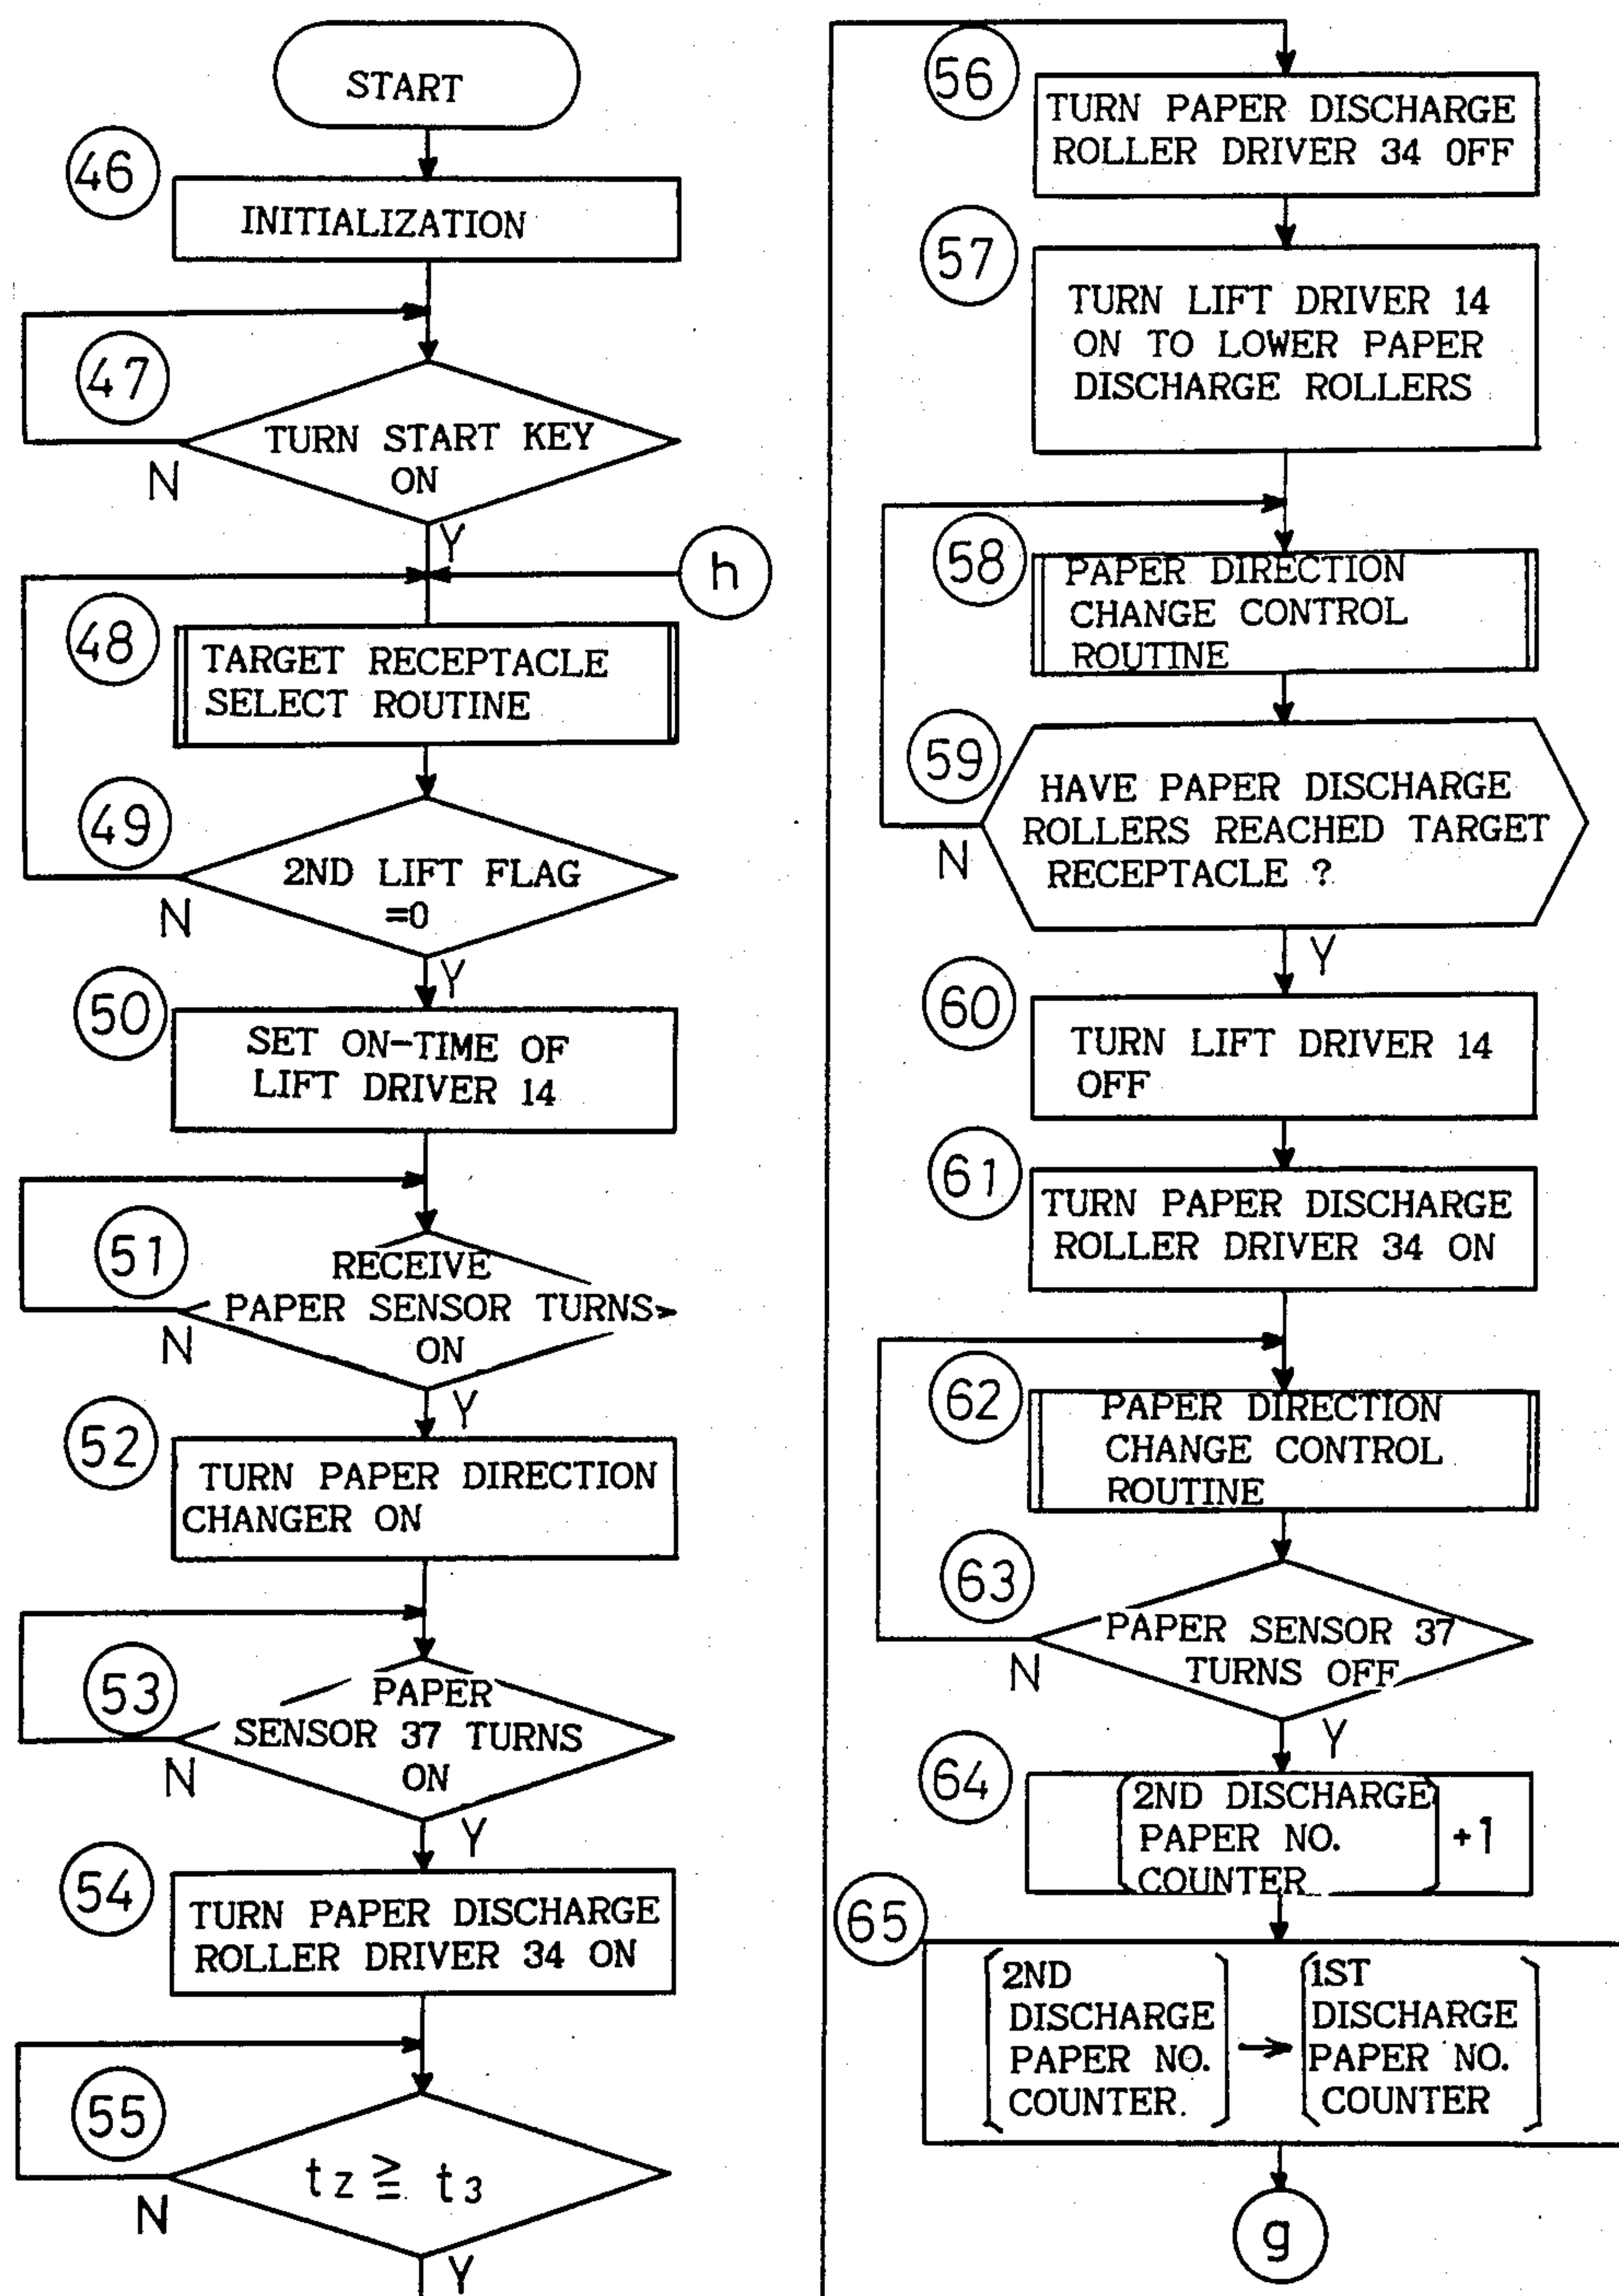 START
46
INITIALIZATION
47
TURN START KEY
ON
N
Y
h
48
TARGET RECEPTACLE
SELECT ROUTINE
49
2ND LIFT FLAG
=0
N
Y
50
SET ON-TIME OF
LIFT DRIVER 14
51
RECEIVE
PAPER SENSOR TURNS
ON
N
Y
52
TURN PAPER DIRECTION
CHANGER ON
53
PAPER
SENSOR 37 TURNS
ON
N
Y
54
TURN PAPER DISCHARGE
ROLLER DRIVER 34 ON
55
tz ≧ t3
N
Y
56
TURN PAPER DISCHARGE
ROLLER DRIVER 34 OFF
57
TURN LIFT DRIVER 14
ON TO LOWER PAPER
DISCHARGE ROLLERS
58
PAPER DIRECTION
CHANGE CONTROL
ROUTINE
59
HAVE PAPER DISCHARGE
ROLLERS REACHED TARGET
RECEPTACLE ?
N
Y
60
TURN LIFT DRIVER 14
OFF
61
TURN PAPER DISCHARGE
ROLLER DRIVER 34 ON
62
PAPER DIRECTION
CHANGE CONTROL
ROUTINE
63
PAPER SENSOR 37
TURNS OFF
N
Y
64
2ND DISCHARGE
PAPER NO.
COUNTER
+1
65
2ND
DISCHARGE
PAPER NO.
COUNTER.
1ST
DISCHARGE
PAPER NO.
COUNTER
g